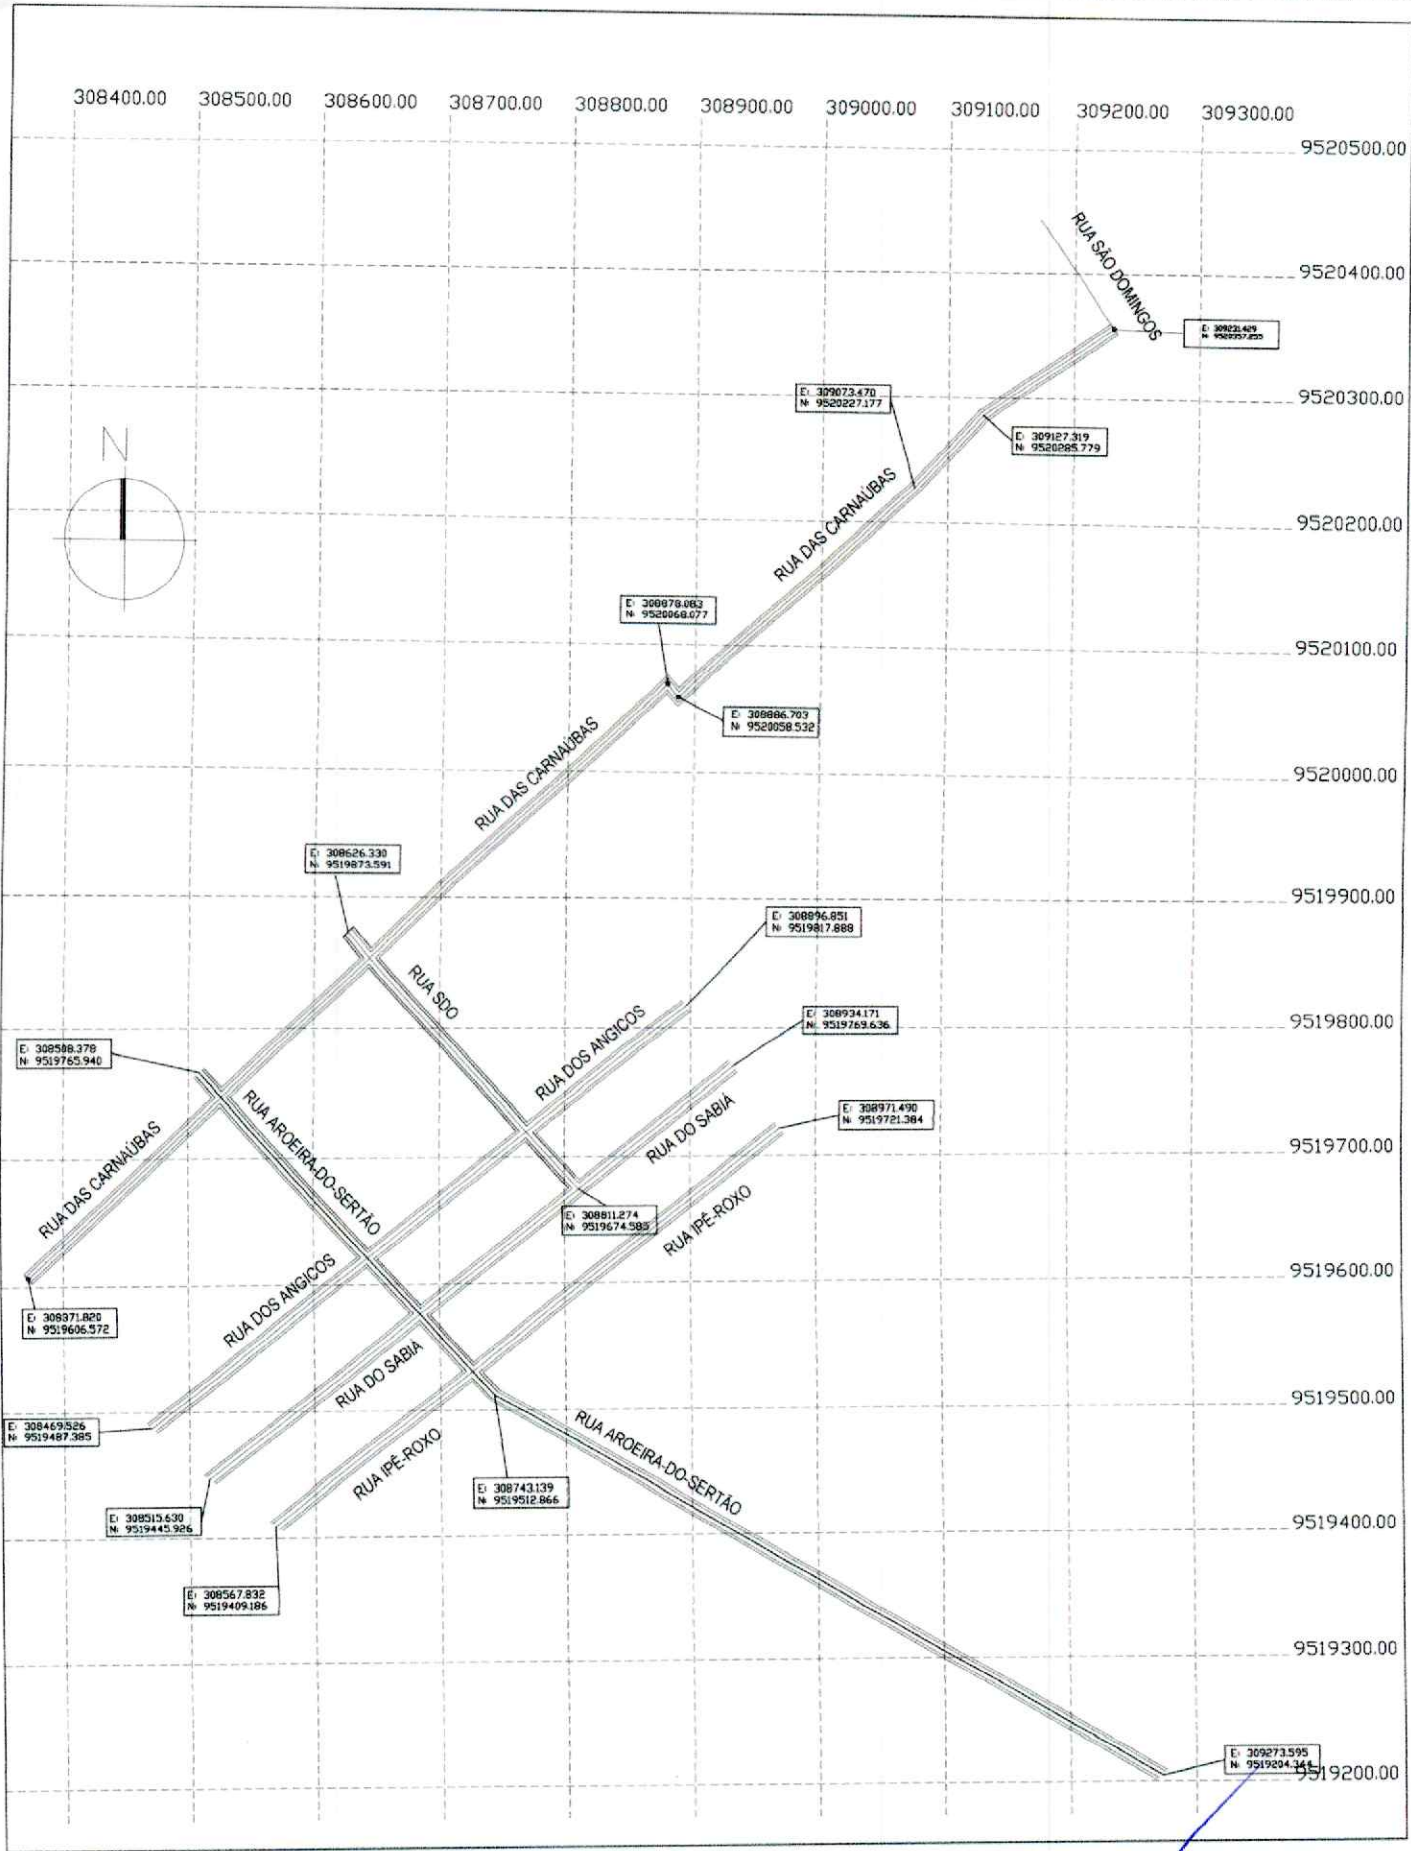 308400.00 308500.00 308600.00 308700.00 308800.00 308900.00 309000.00 309100.00 309200.00 309300.00
9520500.00
RUA SÃO DOMINGOS
9520400.00
E: 309231.429
N: 9520357.255
E: 309073.470
N: 9520227.177
9520300.00
E: 309127.319
N: 9520285.779
N
RUA DAS CARNAÚBAS
9520200.00
E: 308878.083
N: 9520068.077
9520100.00
E: 308886.703
N: 9520058.532
RUA DAS CARNAÚBAS
9520000.00
E: 308626.330
N: 9519873.591
9519900.00
E: 308896.851
N: 9519817.888
RUA SDO
E: 308934.171
N: 9519769.636
9519800.00
E: 308508.378
N: 9519765.940
RUA DOS ANGICOS
RUA AROEIRA-DO-SERTÃO
E: 308971.490
N: 9519721.384
RUA DO SABIÁ
9519700.00
RUA DAS CARNAÚBAS
E: 308811.274
N: 9519674.585
RUA IPÊ-ROXO
9519600.00
RUA DOS ANGICOS
E: 308371.820
N: 9519606.572
RUA DO SABIÁ
9519500.00
E: 308469.526
N: 9519487.385
RUA AROEIRA-DO-SERTÃO
RUA IPÊ-ROXO
E: 308743.139
N: 9519512.866
E: 308515.630
N: 9519445.926
9519400.00
E: 308567.832
N: 9519409.186
9519300.00
E: 309273.595
N: 9519204.344
9519200.00